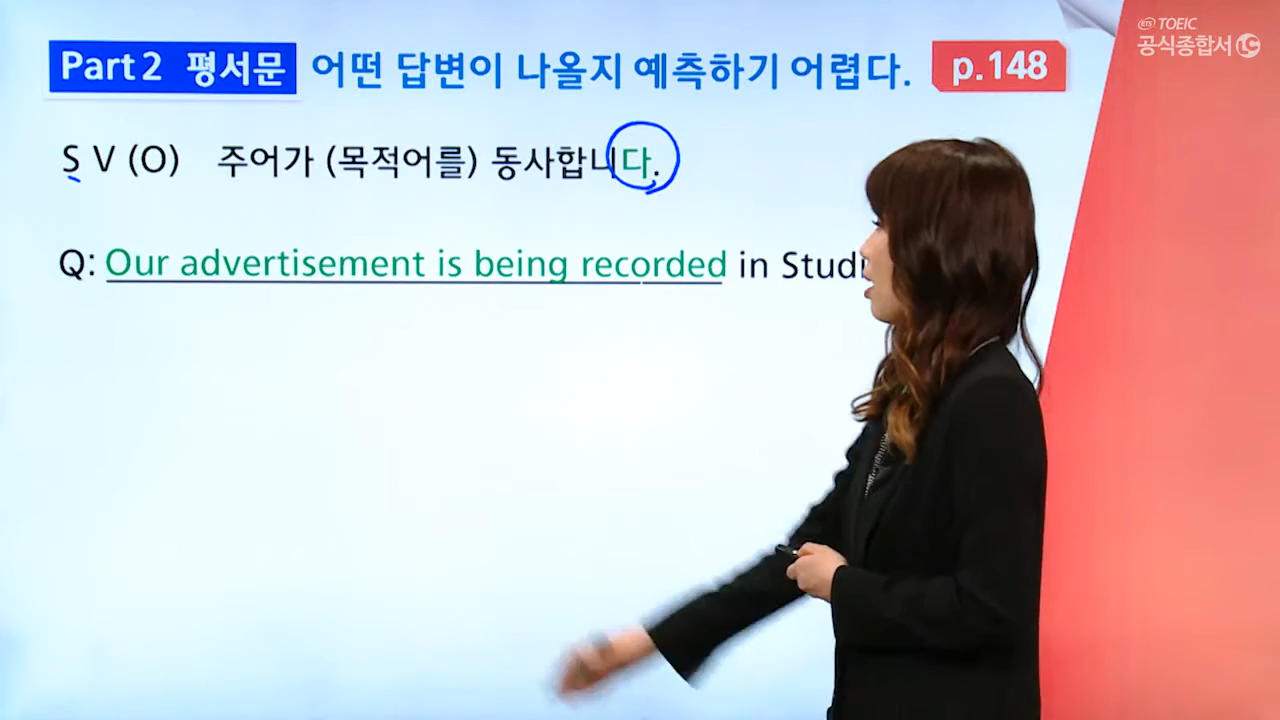 Part 2 평서문 어떤 답변이 나올지 예측하기 어렵다. p.148
ETS TOEIC
공식종합서 LC
S V (O) 주어가 (목적어를) 동사합니다.
Q: Our advertisement is being recorded in